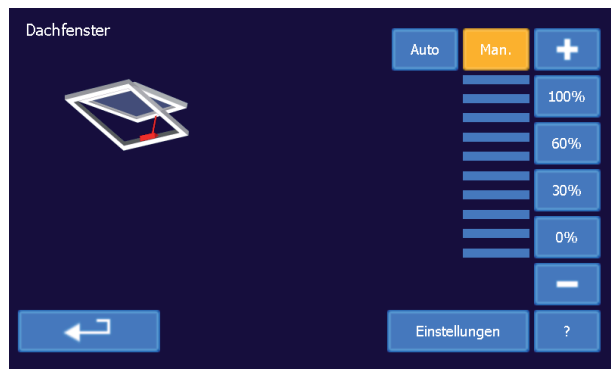 Dachfenster
Auto Man. +
100%
60%
30%
0%
−
Einstellungen ?